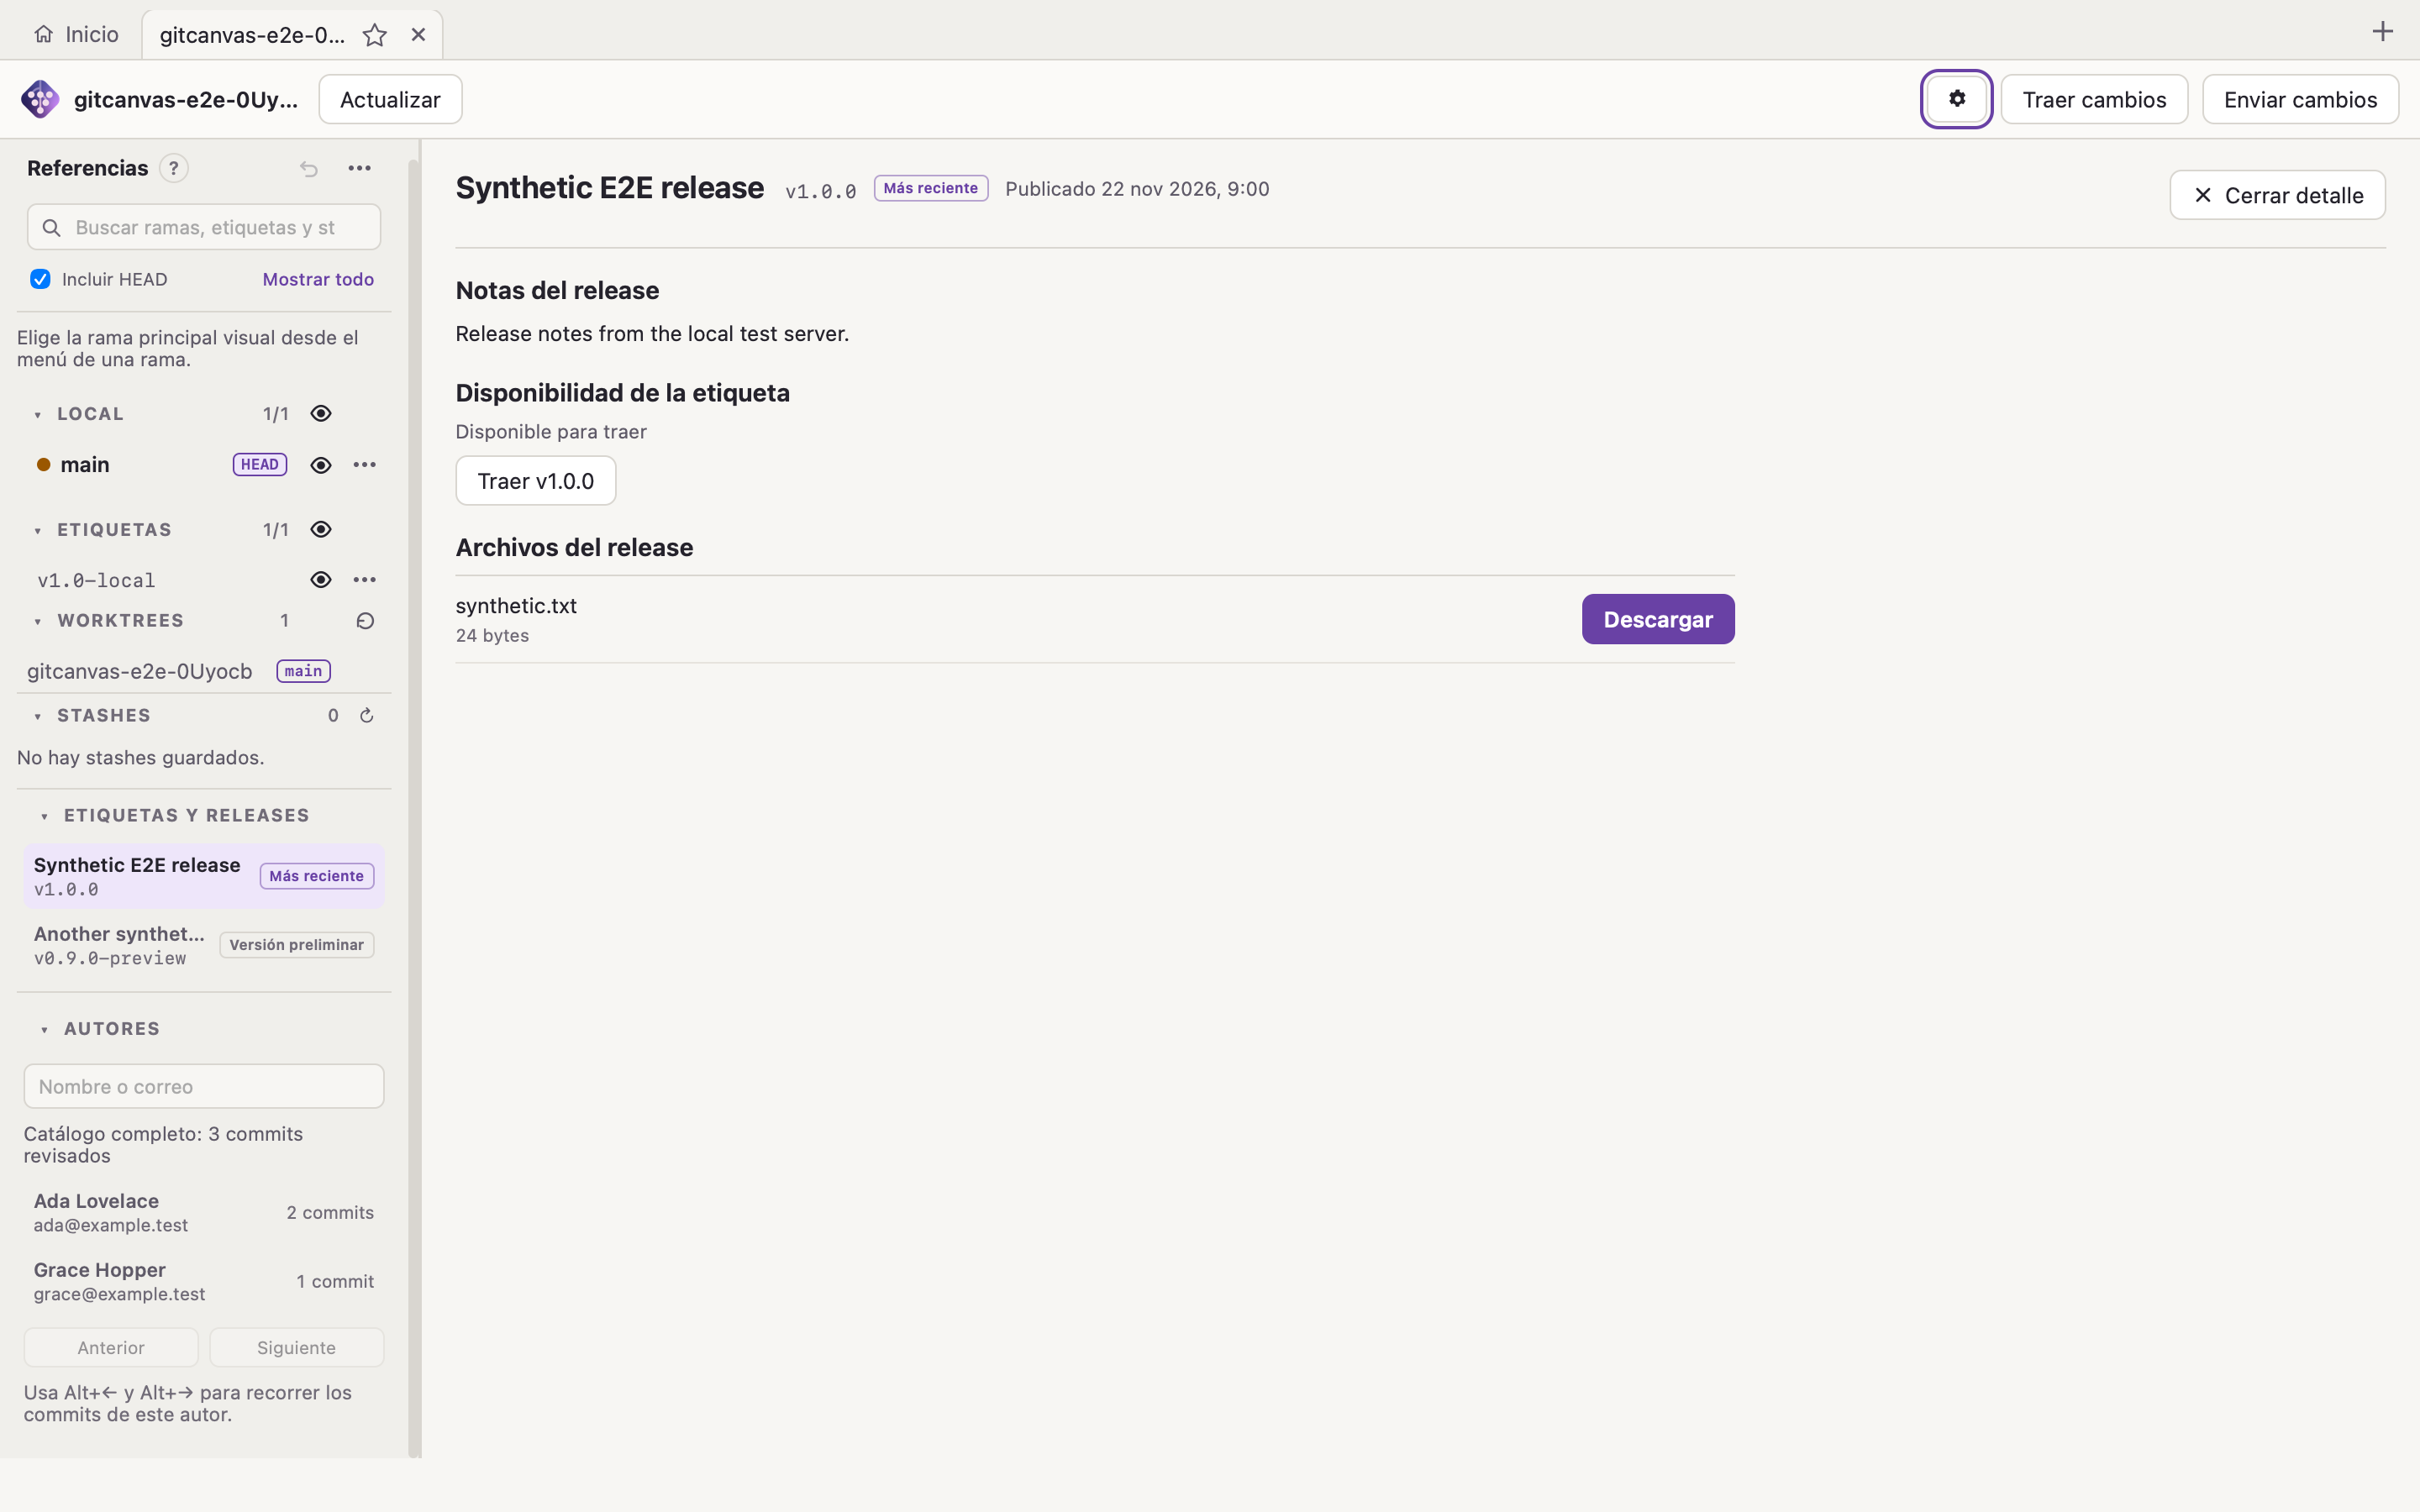 Inicio
gitcanvas-e2e-0...
gitcanvas-e2e-0Uy...
Actualizar
Traer cambios
Enviar cambios
Referencias
?
Buscar ramas, etiquetas y st
Incluir HEAD
Mostrar todo
Elige la rama principal visual desde el
menú de una rama.
LOCAL
1/1
main
HEAD
ETIQUETAS
1/1
v1.0-local
WORKTREES
1
gitcanvas-e2e-0Uyocb
main
STASHES
0
No hay stashes guardados.
ETIQUETAS Y RELEASES
Synthetic E2E release
v1.0.0
Más reciente
Another synthet...
v0.9.0-preview
Versión preliminar
AUTORES
Nombre o correo
Catálogo completo: 3 commits
revisados
Ada Lovelace
ada@example.test
2 commits
Grace Hopper
grace@example.test
1 commit
Anterior
Siguiente
Usa Alt+← y Alt+→ para recorrer los
commits de este autor.
Synthetic E2E release
v1.0.0
Más reciente
Publicado 22 nov 2026, 9:00
Cerrar detalle
Notas del release
Release notes from the local test server.
Disponibilidad de la etiqueta
Disponible para traer
Traer v1.0.0
Archivos del release
synthetic.txt
24 bytes
Descargar